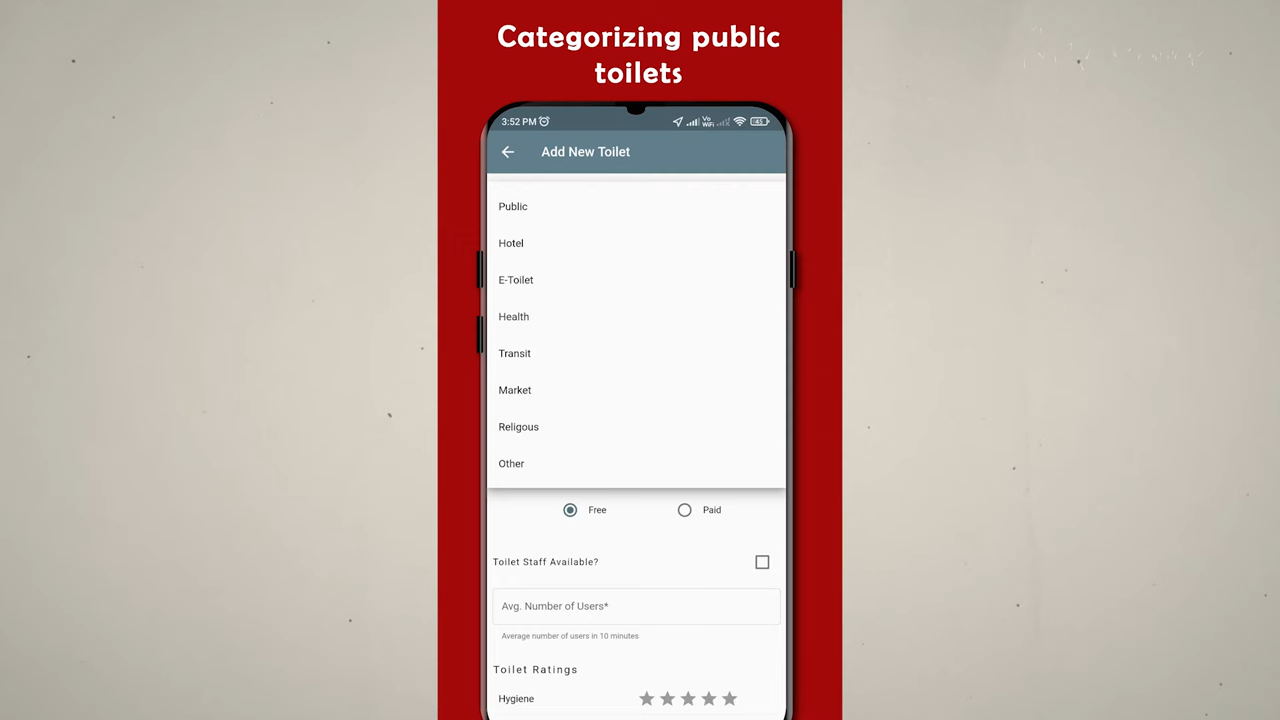 Categorizing public
toilets
3:52 PM
Vo
WiFi
45
Add New Toilet
Public
Hotel
E-Toilet
Health
Transit
Market
Religous
Other
Free
Paid
Toilet Staff Available?
Avg. Number of Users*
Average number of users in 10 minutes
Toilet Ratings
Hygiene